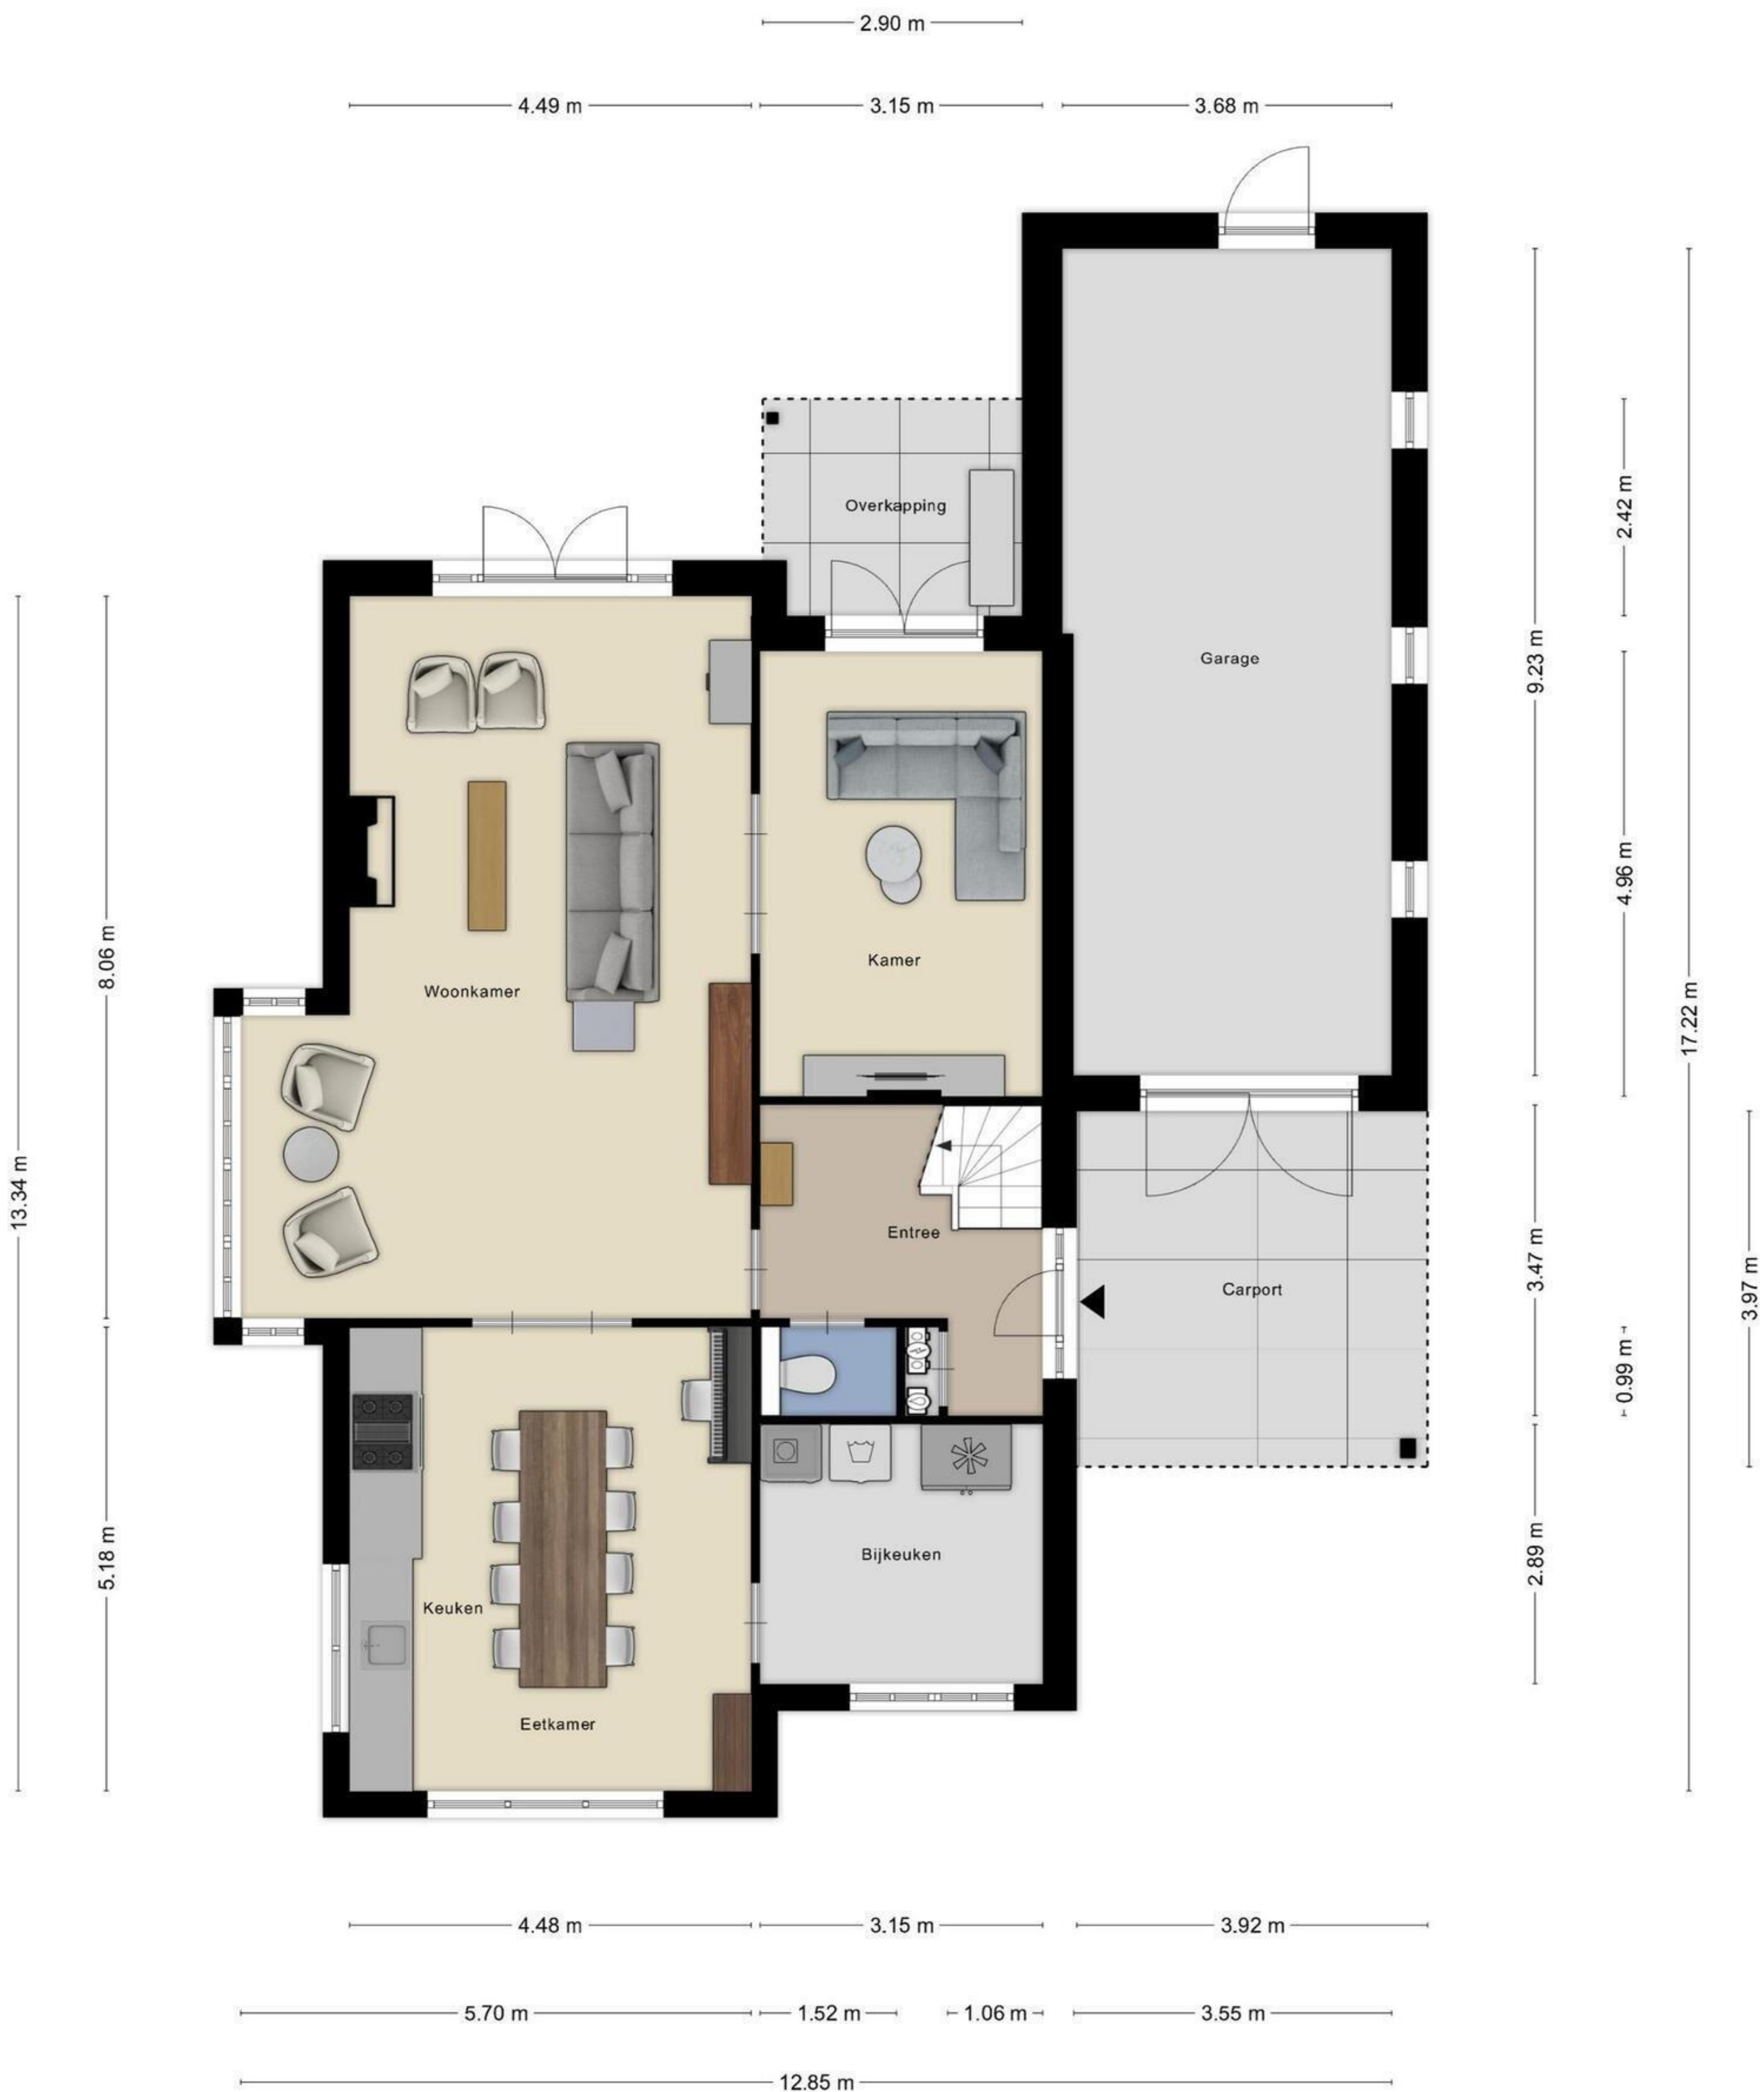 2.90 m
4.49 m
3.15 m
3.68 m
Overkapping
2.42 m
Garage
9.23 m
4.96 m
8.06 m
Kamer
Woonkamer
17.22 m
13.34 m
Entree
3.47 m
Carport
3.97 m
0.99 m
5.18 m
Bijkeuken
2.89 m
Keuken
Eetkamer
4.48 m
3.15 m
3.92 m
5.70 m
1.52 m
1.06 m
3.55 m
12.85 m